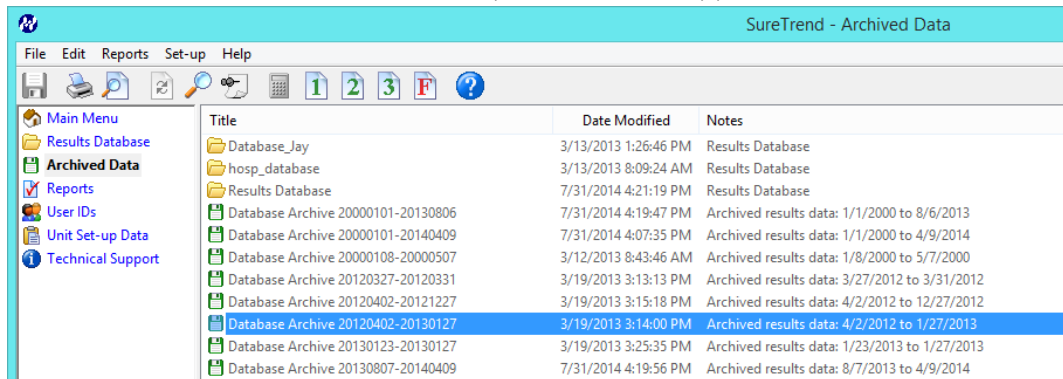 SureTrend - Archived Data
File Edit Reports Set-up Help
1 2 3 F ?
Main Menu
Results Database
Archived Data
Reports
User IDs
Unit Set-up Data
Technical Support
Title Date Modified Notes
Database_Jay 3/13/2013 1:26:46 PM Results Database
hosp_database 3/13/2013 8:09:24 AM Results Database
Results Database 7/31/2014 4:21:19 PM Results Database
Database Archive 20000101-20130806 7/31/2014 4:19:47 PM Archived results data: 1/1/2000 to 8/6/2013
Database Archive 20000101-20140409 7/31/2014 4:07:35 PM Archived results data: 1/1/2000 to 4/9/2014
Database Archive 20000108-20000507 3/12/2013 8:43:46 AM Archived results data: 1/8/2000 to 5/7/2000
Database Archive 20120327-20120331 3/19/2013 3:13:13 PM Archived results data: 3/27/2012 to 3/31/2012
Database Archive 20120402-20121227 3/19/2013 3:15:18 PM Archived results data: 4/2/2012 to 12/27/2012
Database Archive 20120402-20130127 3/19/2013 3:14:00 PM Archived results data: 4/2/2012 to 1/27/2013
Database Archive 20130123-20130127 3/19/2013 3:25:35 PM Archived results data: 1/23/2013 to 1/27/2013
Database Archive 20130807-20140409 7/31/2014 4:19:56 PM Archived results data: 8/7/2013 to 4/9/2014